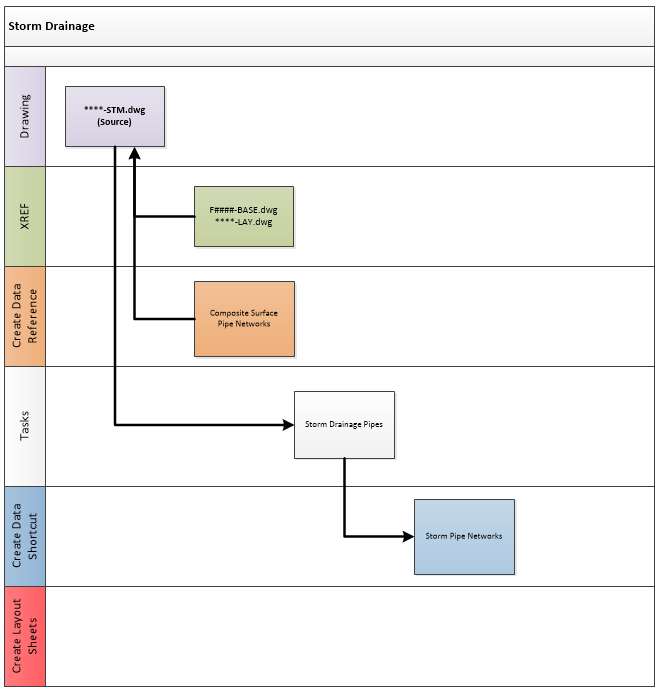 Storm Drainage
Drawing
****-STM.dwg
(Source)
XREF
F####-BASE.dwg
****-LAY.dwg
Create Data
Reference
Composite Surface
Pipe Networks
Tasks
Storm Drainage Pipes
Create Data
Shortcut
Storm Pipe Networks
Create Layout
Sheets